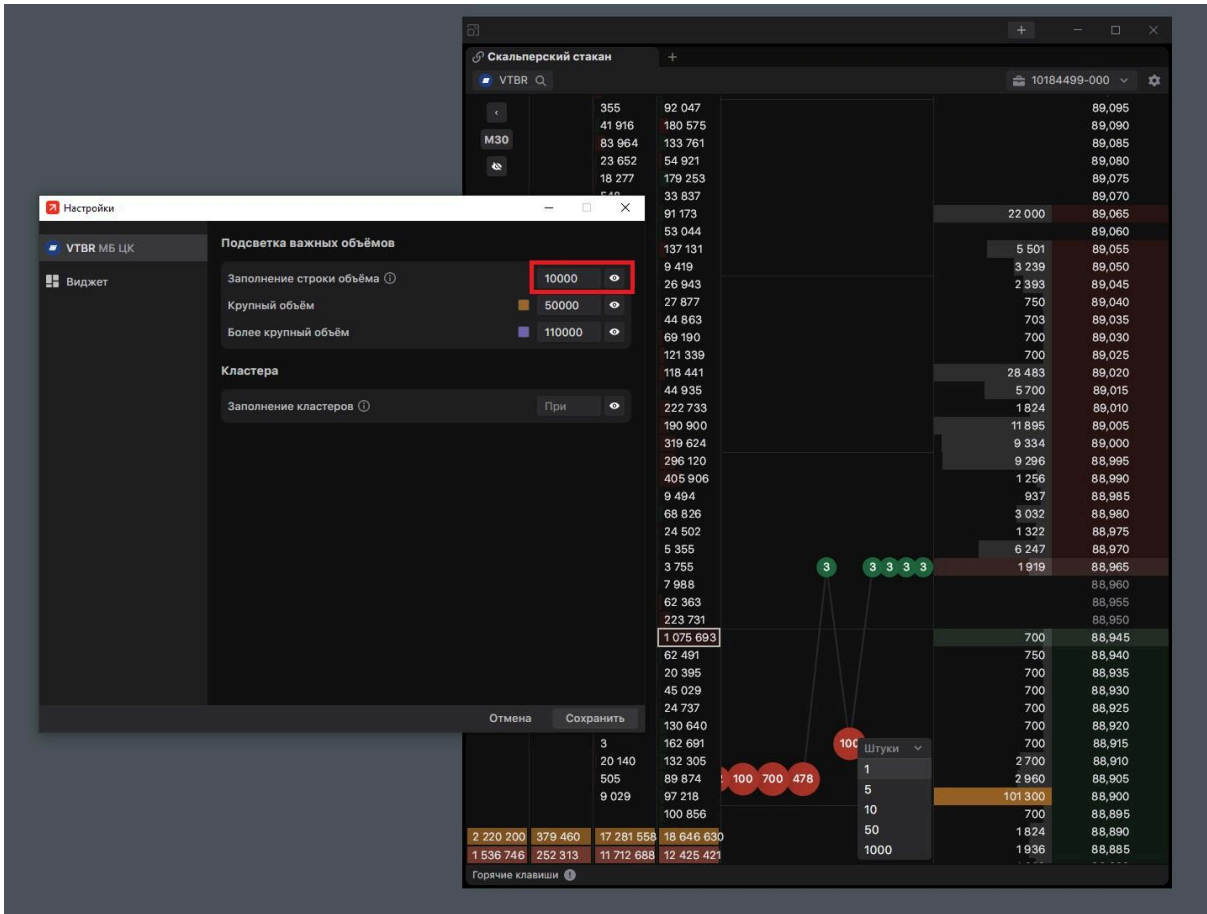 +
Скальперский стакан +
VTBR 10184499-000
355 92 047 89,095
41 916 180 575 89,090
M30 83 964 133 761 89,085
23 652 54 921 89,080
18 277 179 253 89,075
33 837 89,070
91 173 22 000 89,065
53 044 89,060
137 131 5 501 89,055
9 419 3 239 89,050
26 943 2 393 89,045
27 877 750 89,040
44 863 703 89,035
69 190 700 89,030
121 339 700 89,025
118 441 28 483 89,020
44 935 5 700 89,015
222 733 1 824 89,010
190 900 11 895 89,005
319 624 9 334 89,000
296 120 9 296 88,995
405 906 1 256 88,990
9 494 937 88,985
68 826 3 032 88,980
24 502 1 322 88,975
5 355 6 247 88,970
3 755 3 3 3 3 3 1 919 88,965
7 988 88,960
62 363 88,955
223 731 88,950
1 075 693 700 88,945
62 491 750 88,940
20 395 700 88,935
45 029 700 88,930
24 737 700 88,925
130 640 700 88,920
3 162 691 100 700 88,915
20 140 132 305 2 700 88,910
505 89 874 100 700 478 2 960 88,905
9 029 97 218 101 300 88,900
100 856 700 88,895
2 220 200 379 460 17 281 558 18 646 630 1 824 88,890
1 536 746 252 313 11 712 688 12 425 421 1 936 88,885
Штуки
1
5
10
50
1000
Горячие клавиши
Настройки
VTBR МБ ЦК
Виджет
Подсветка важных объёмов
Заполнение строки объёма 10000
Крупный объём 50000
Более крупный объём 110000
Кластера
Заполнение кластеров При
Отмена Сохранить